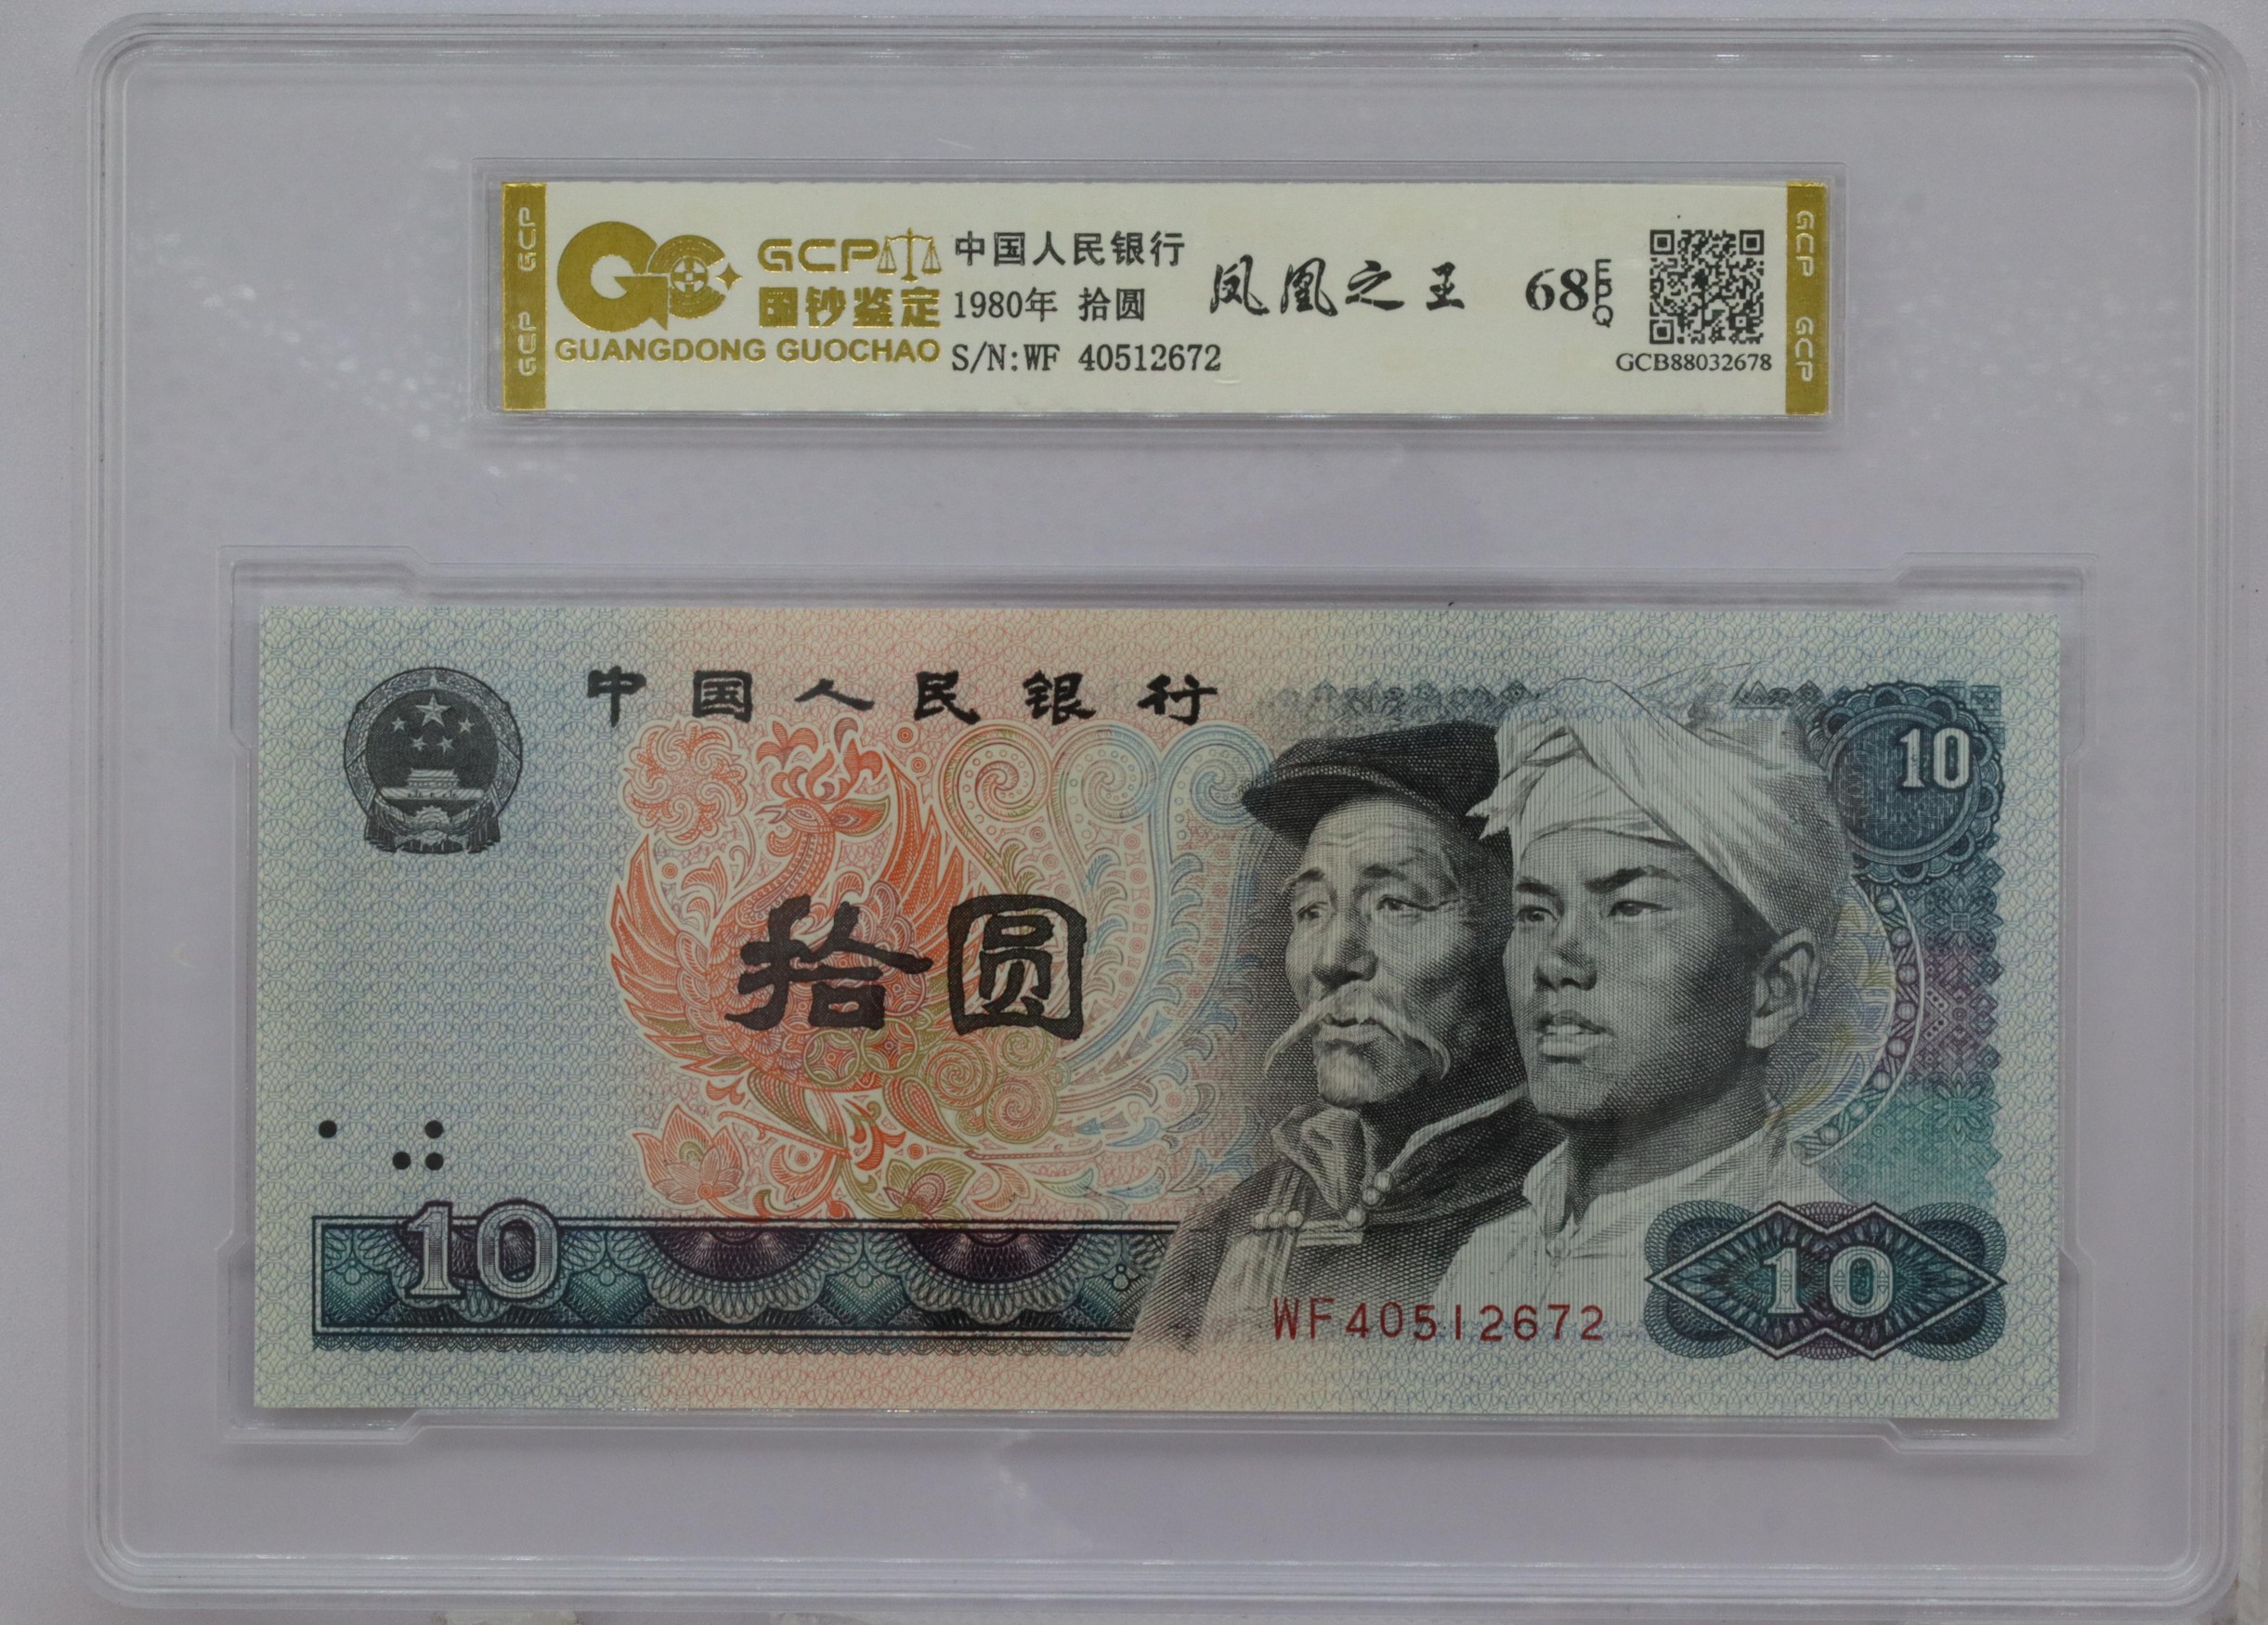 GCP GCP
GCP
国钞鉴定
GUANGDONG GUOCHAO
中国人民银行
1980年 拾圆
S/N:WF 40512672
凤凰之王
68 EPQ
GCB88032678
GCP GCP
中国人民银行
10
拾圆
10
WF40512672
10